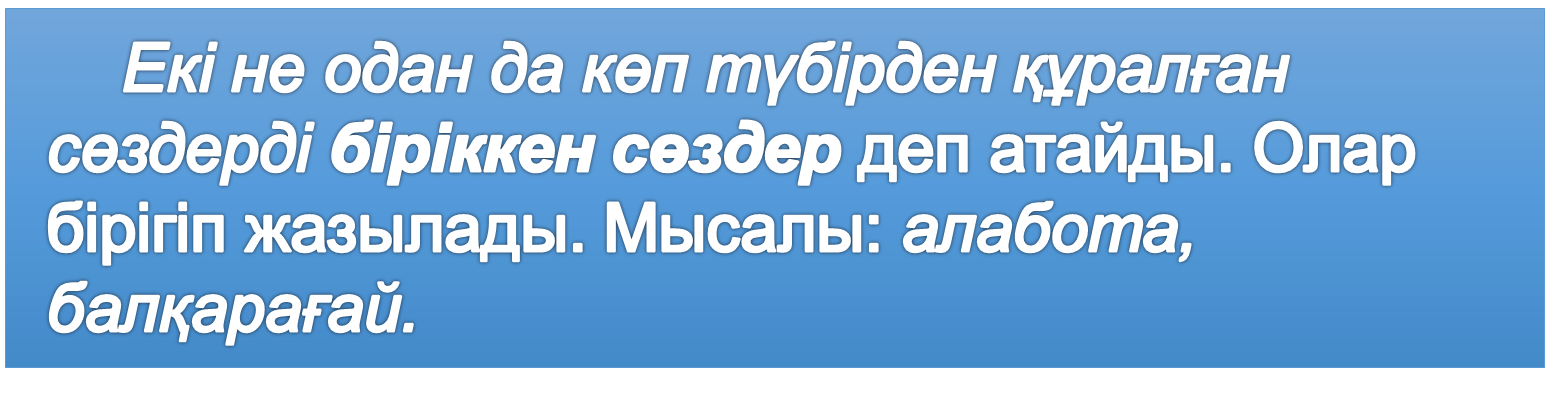 Екі не одан да көп түбірден құралған
сөздерді біріккен сөздер деп атайды. Олар
бірігіп жазылады. Мысалы: алабота,
балқарағай.